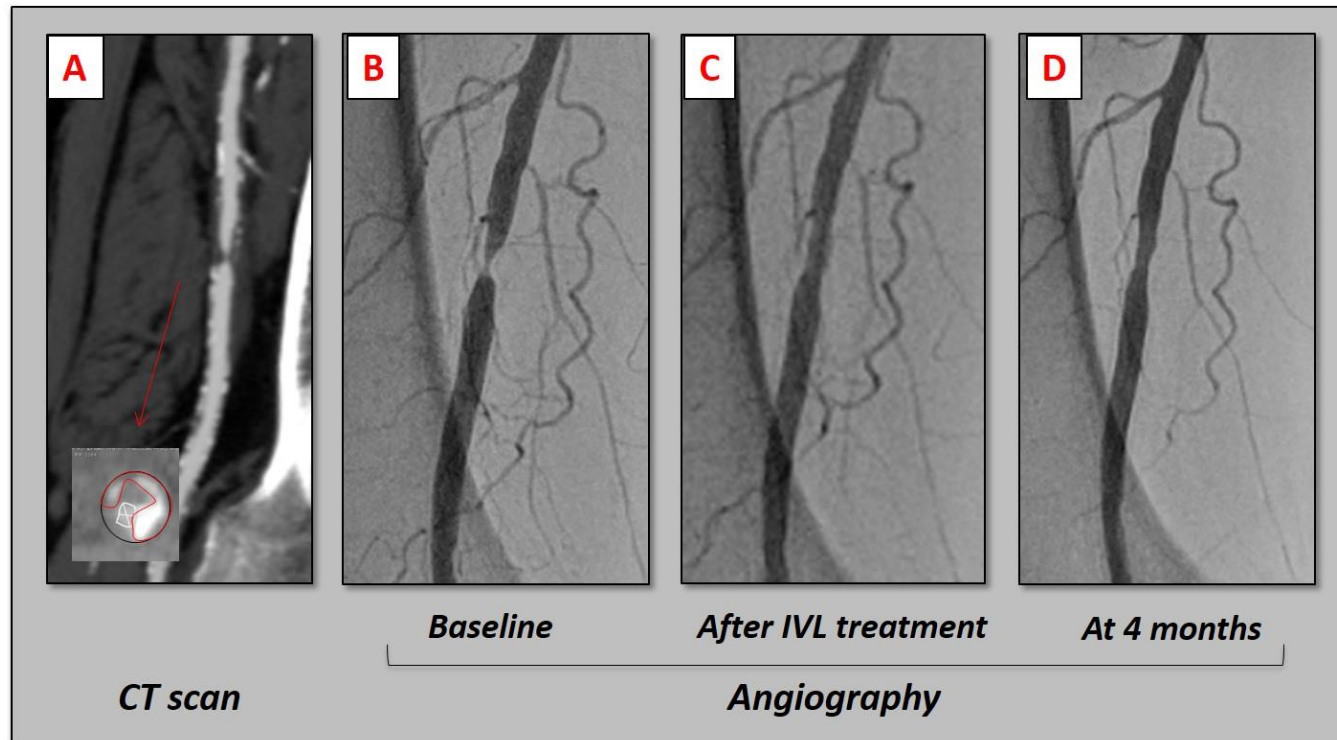 A
B
C
D
Baseline
After IVL treatment
At 4 months
CT scan
Angiography